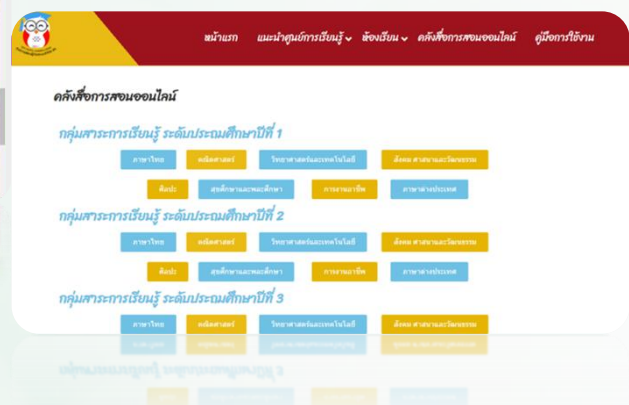 หน้าแรก แนะนำศูนย์การเรียนรู้ ห้องเรียน คลังสื่อการสอนออนไลน์ คู่มือการใช้งาน
คลังสื่อการสอนออนไลน์
กลุ่มสาระการเรียนรู้ ระดับประถมศึกษาปีที่ 1
ภาษาไทย คณิตศาสตร์ วิทยาศาสตร์และเทคโนโลยี สังคม ศาสนาและวัฒนธรรม
ศิลปะ สุขศึกษาและพละศึกษา การงานอาชีพ ภาษาต่างประเทศ
กลุ่มสาระการเรียนรู้ ระดับประถมศึกษาปีที่ 2
ภาษาไทย คณิตศาสตร์ วิทยาศาสตร์และเทคโนโลยี สังคม ศาสนาและวัฒนธรรม
ศิลปะ สุขศึกษาและพละศึกษา การงานอาชีพ ภาษาต่างประเทศ
กลุ่มสาระการเรียนรู้ ระดับประถมศึกษาปีที่ 3
ภาษาไทย คณิตศาสตร์ วิทยาศาสตร์และเทคโนโลยี สังคม ศาสนาและวัฒนธรรม